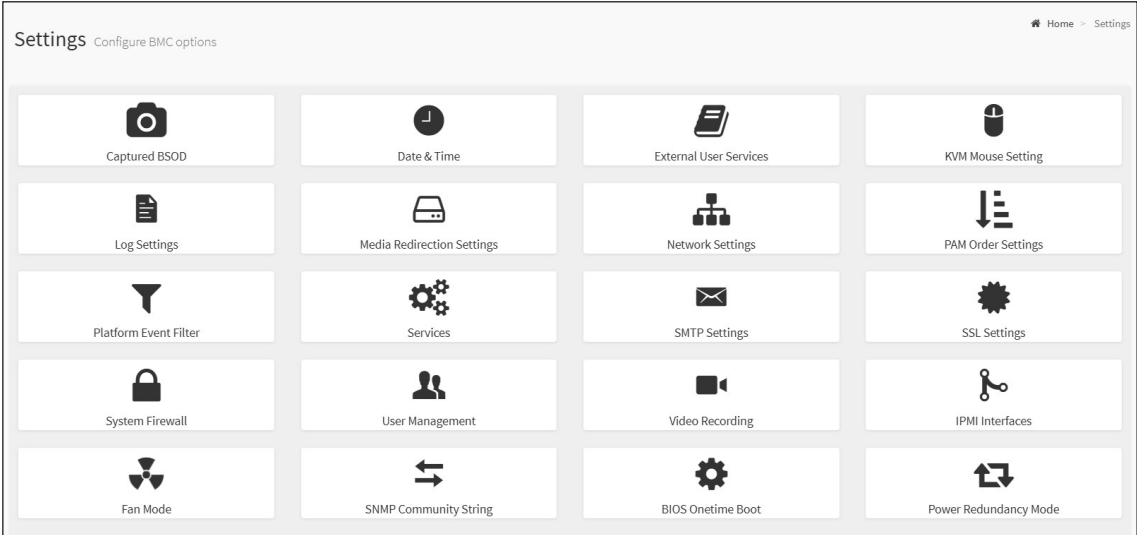 Home > Settings
Settings Configure BMC options
Captured BSOD
Date & Time
External User Services
KVM Mouse Setting
Log Settings
Media Redirection Settings
Network Settings
PAM Order Settings
Platform Event Filter
Services
SMTP Settings
SSL Settings
System Firewall
User Management
Video Recording
IPMI Interfaces
Fan Mode
SNMP Community String
BIOS Onetime Boot
Power Redundancy Mode